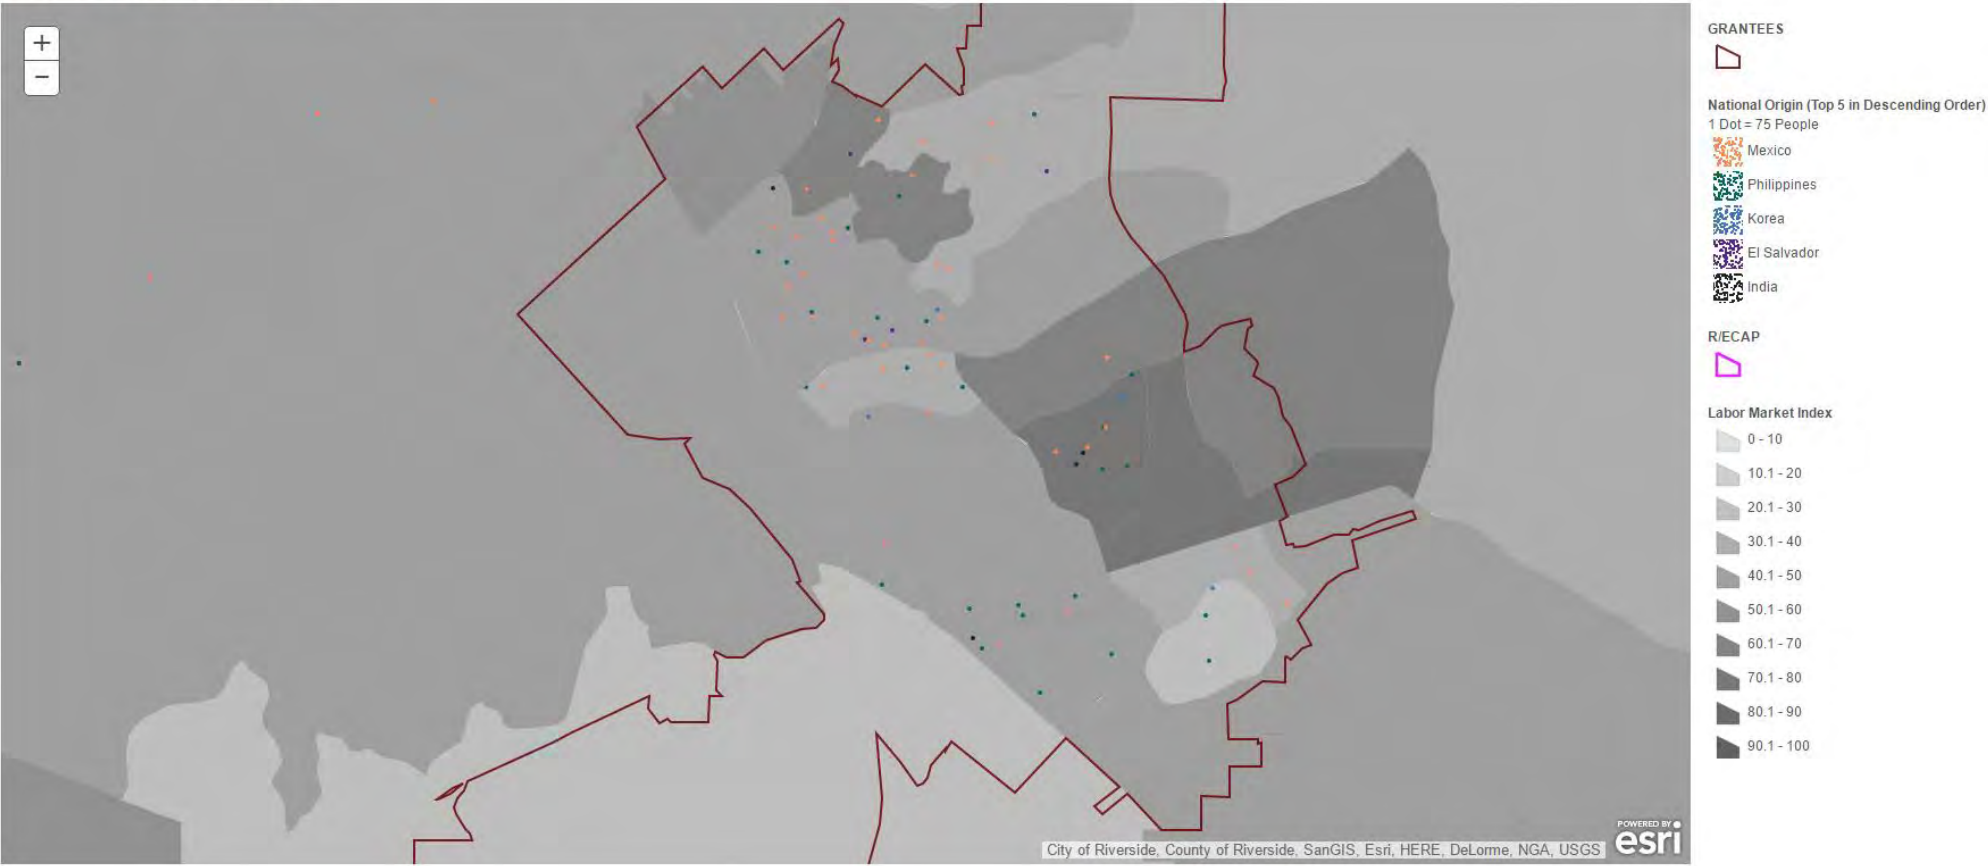 +
−
GRANTEES
National Origin (Top 5 in Descending Order)
1 Dot = 75 People
Mexico
Philippines
Korea
El Salvador
India
R/ECAP
Labor Market Index
0 - 10
10.1 - 20
20.1 - 30
30.1 - 40
40.1 - 50
50.1 - 60
60.1 - 70
70.1 - 80
80.1 - 90
90.1 - 100
City of Riverside, County of Riverside, SanGIS, Esri, HERE, DeLorme, NGA, USGS
POWERED BY
esri